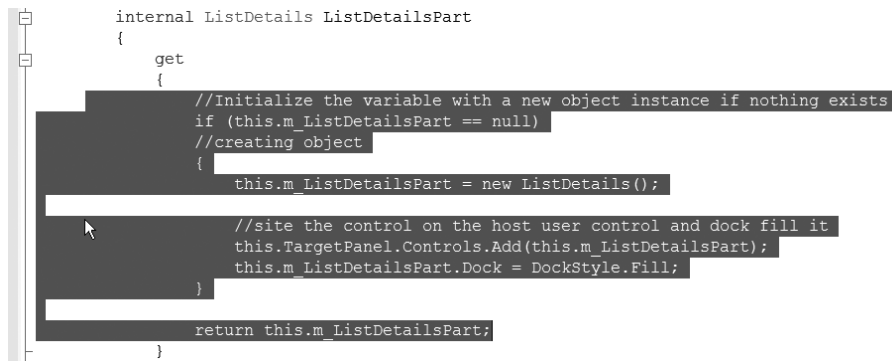 internal ListDetails ListDetailsPart
{
get
{
//Initialize the variable with a new object instance if nothing exists
if (this.m_ListDetailsPart == null)
//creating object
{
this.m_ListDetailsPart = new ListDetails();
//site the control on the host user control and dock fill it
this.TargetPanel.Controls.Add(this.m_ListDetailsPart);
this.m_ListDetailsPart.Dock = DockStyle.Fill;
}
return this.m_ListDetailsPart;
}